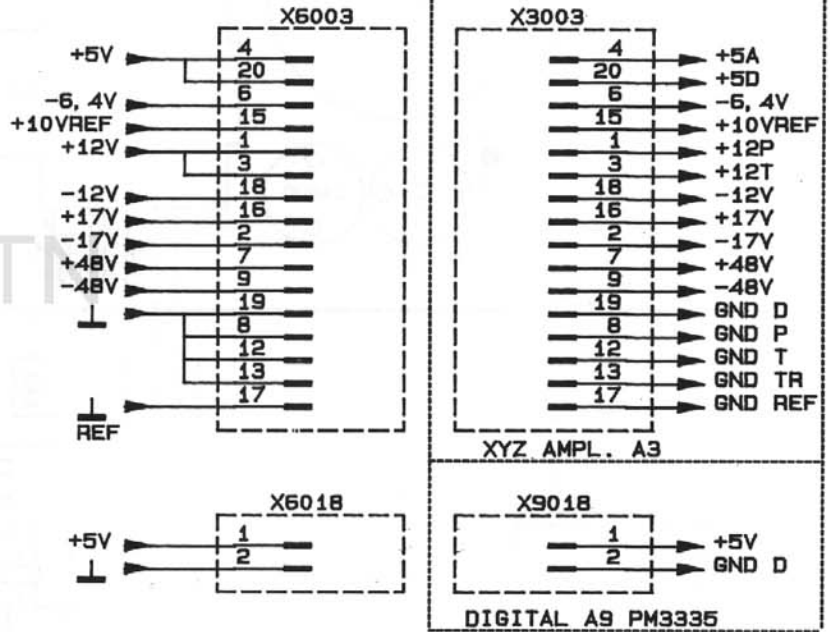 X6003 X3003
+5V 4 4 +5A
20 20 +5D
-6,4V 6 6 -6,4V
+10VREF 15 15 +10VREF
+12V 1 1 +12P
3 3 +12T
-12V 18 18 -12V
+17V 16 16 +17V
-17V 2 2 -17V
+48V 7 7 +48V
-48V 9 9 -48V
19 19 GND D
8 8 GND P
12 12 GND T
13 13 GND TR
17 17 GND REF
REF
XYZ AMPL. A3
X6018 X9018
+5V 1 1 +5V
2 2 GND D
DIGITAL A9 PM3335